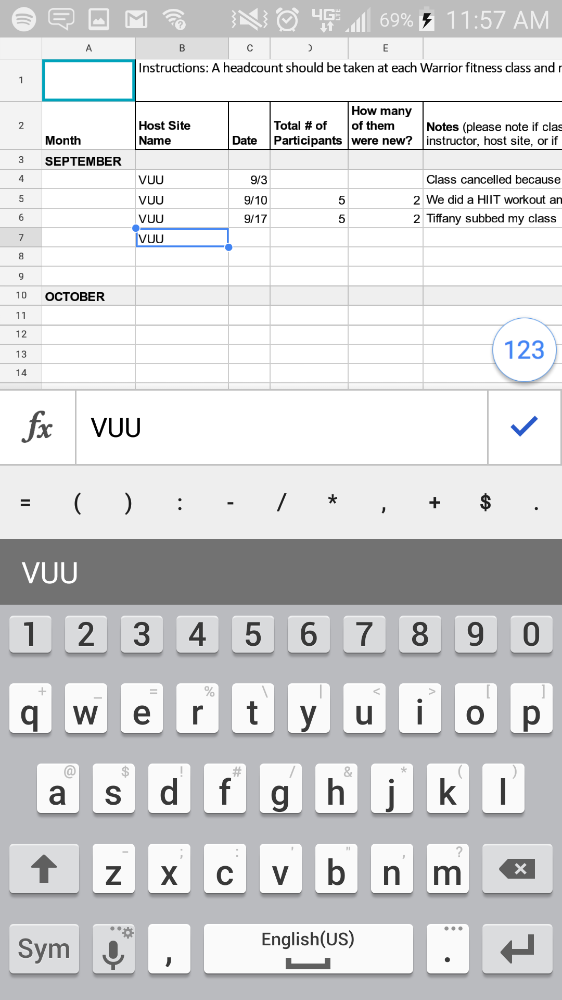 4G LTE 69% 11:57 AM
A B C D E
1 Instructions: A headcount should be taken at each Warrior fitness class and
2 Month Host Site Name Date Total # of Participants How many of them were new? Notes (please note if clas
instructor, host site, or if
3 SEPTEMBER
4 VUU 9/3 Class cancelled because
5 VUU 9/10 5 2 We did a HIIT workout an
6 VUU 9/17 5 2 Tiffany subbed my class
7 VUU
8
9
10 OCTOBER
11
12
13
14
123
fx VUU
= ( ) : - / * , + $ .
VUU
1 2 3 4 5 6 7 8 9 0
+ _ = % \ | < > [ ]
q w e r t y u i o p
@ $ ! # / & * ( )
a s d f g h j k l
- ; : ' " , ?
z x c v b n m
Sym , English(US) .